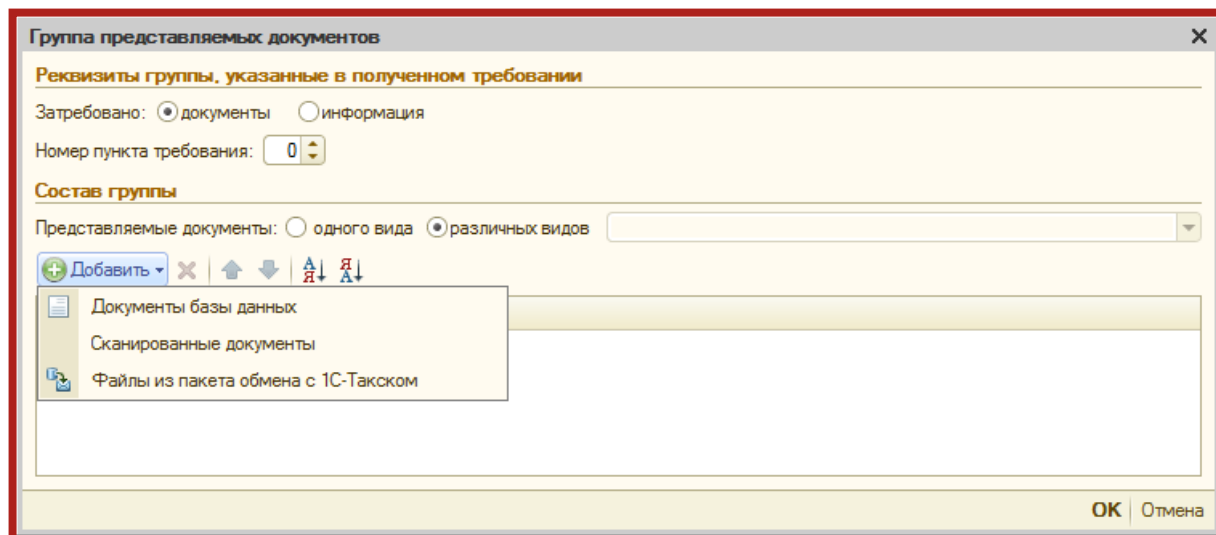 Группа представляемых документов
Реквизиты группы, указанные в полученном требовании
Затребовано: документы информация
Номер пункта требования: 0
Состав группы
Представляемые документы: одного вида различных видов
Добавить
Документы базы данных
Сканированные документы
Файлы из пакета обмена с 1С-Такском
ОК Отмена